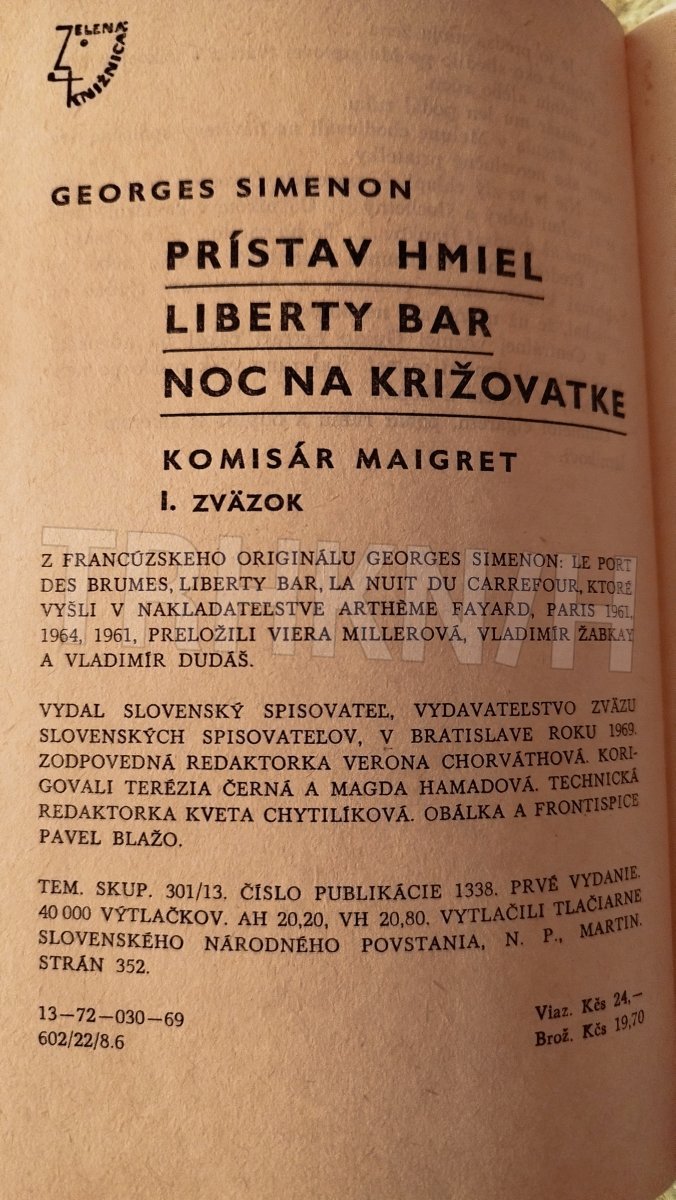 ZELENÁ
KNIŽNICA
GEORGES SIMENON
PRÍSTAV HMIEL
LIBERTY BAR
NOC NA KRIŽOVATKE
KOMISÁR MAIGRET
I. ZVÄZOK
Z FRANCÚZSKEHO ORIGINÁLU GEORGES SIMENON: LE PORT
DES BRUMES, LIBERTY BAR, LA NUIT DU CARREFOUR, KTORÉ
VYŠLI V NAKLADATEĽSTVE ARTHÈME FAYARD, PARIS 1961,
1964, 1961, PRELOŽILI VIERA MILLEROVÁ, VLADIMÍR ŽABKAY
A VLADIMÍR DUDÁŠ.
VYDAL SLOVENSKÝ SPISOVATEĽ, VYDAVATEĽSTVO ZVÄZU
SLOVENSKÝCH SPISOVATEĽOV, V BRATISLAVE ROKU 1969.
ZODPOVEDNÁ REDAKTORKA VERONA CHORVÁTHOVÁ. KORI-
GOVALI TERÉZIA ČERNÁ A MAGDA HAMADOVÁ. TECHNICKÁ
REDAKTORKA KVETA CHYTILÍKOVÁ. OBÁLKA A FRONTISPICE
PAVEL BLAŽO.
TEM. SKUP. 301/13. ČÍSLO PUBLIKÁCIE 1338. PRVÉ VYDANIE.
40 000 VÝTLAČKOV. AH 20,20, VH 20,80. VYTLAČILI TLAČIARNE
SLOVENSKÉHO NÁRODNÉHO POVSTANIA, N. P., MARTIN.
STRÁN 352.
13—72—030—69
602/22/8.6
Viaz. Kčs 24,—
Brož. Kčs 19,70